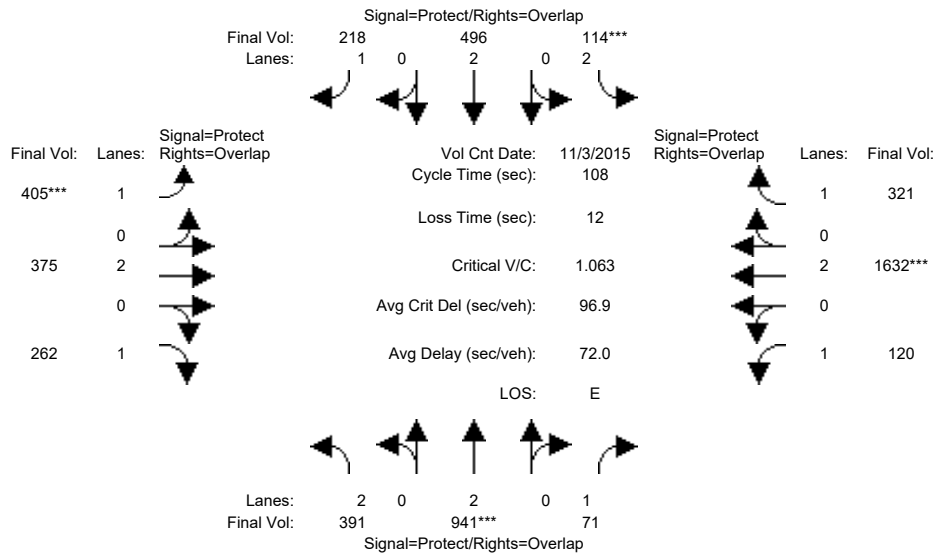 Signal=Protect/Rights=Overlap
Final Vol: 218 496 114***
Lanes: 1 0 2 0 2
Signal=Protect
Final Vol: Lanes: Rights=Overlap
Vol Cnt Date: 11/3/2015
Signal=Protect
Rights=Overlap Lanes: Final Vol:
Cycle Time (sec): 108
405*** 1
1 321
Loss Time (sec): 12
0
0
375 2
Critical V/C: 1.063
2 1632***
0
Avg Crit Del (sec/veh): 96.9
0
262 1
Avg Delay (sec/veh): 72.0
1 120
LOS: E
Lanes: 2 0 2 0 1
Final Vol: 391 941*** 71
Signal=Protect/Rights=Overlap